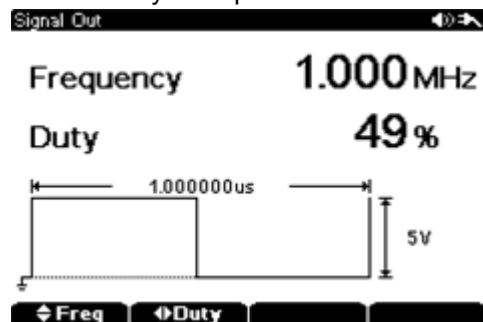 Signal Out
Frequency 1.000 MHz
Duty 49 %
1.000000us
5V
Freq Duty